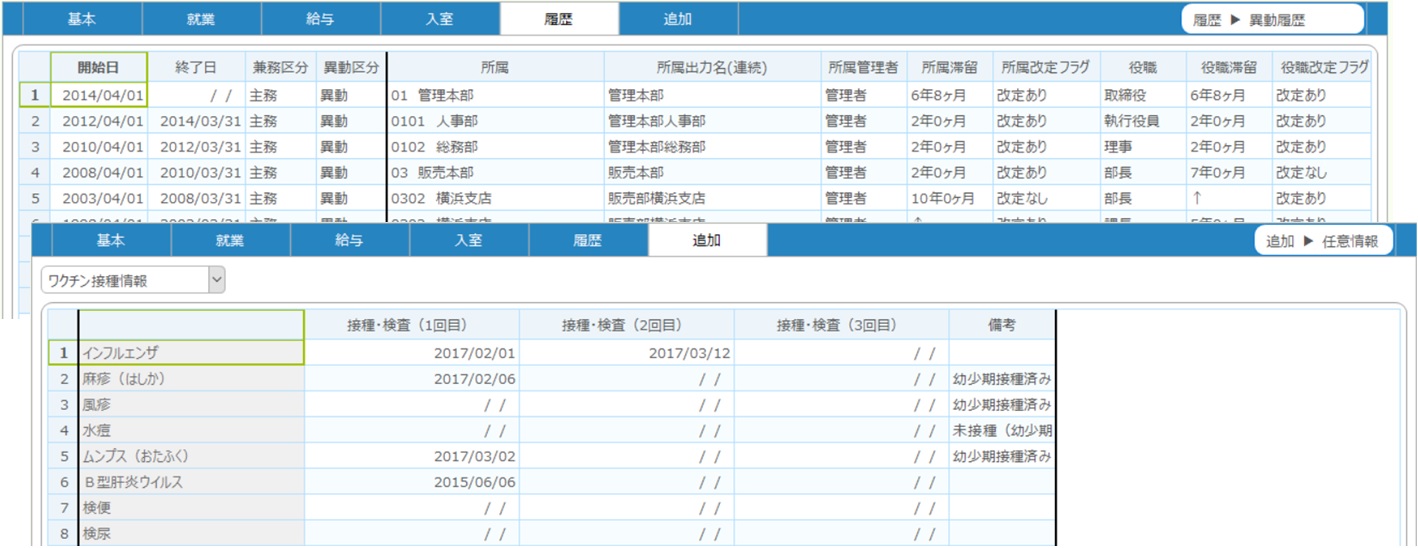 基本 就業 給与 入室 履歴 追加 履歴 ▶ 異動履歴
開始日 終了日 兼務区分 異動区分 所属 所属出力名(連続) 所属管理者 所属滞留 所属改定フラグ 役職 役職滞留 役職改定フラグ
1 2014/04/01 / / 主務 異動 01 管理本部 管理本部 管理者 6年8ヶ月 改定あり 取締役 6年8ヶ月 改定あり
2 2012/04/01 2014/03/31 主務 異動 0101 人事部 管理本部人事部 管理者 2年0ヶ月 改定あり 執行役員 2年0ヶ月 改定あり
3 2010/04/01 2012/03/31 主務 異動 0102 総務部 管理本部総務部 管理者 2年0ヶ月 改定あり 理事 2年0ヶ月 改定あり
4 2008/04/01 2010/03/31 主務 異動 03 販売本部 販売本部 管理者 2年0ヶ月 改定あり 部長 7年0ヶ月 改定なし
5 2003/04/01 2008/03/31 主務 異動 0302 横浜支店 販売部横浜支店 管理者 10年0ヶ月 改定なし 部長 ↑ 改定あり
基本 就業 給与 入室 履歴 追加 追加 ▶ 任意情報
ワクチン接種情報
接種・検査（1回目） 接種・検査（2回目） 接種・検査（3回目） 備考
1 インフルエンザ 2017/02/01 2017/03/12 / /
2 麻疹（はしか） 2017/02/06 / / / / 幼少期接種済み
3 風疹 / / / / / / 幼少期接種済み
4 水痘 / / / / / / 未接種（幼少期
5 ムンプス（おたふく） 2017/03/02 / / / / 幼少期接種済み
6 Ｂ型肝炎ウイルス 2015/06/06 / / / /
7 検便 / / / / / /
8 検尿 / / / / / /